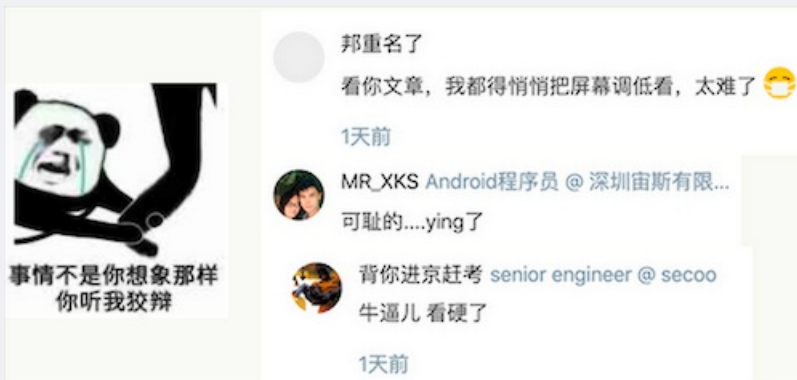 邦重名了
看你文章，我都得悄悄把屏幕调低看，太难了😷
1天前
MR_XKS Android程序员 @ 深圳宙斯有限...
可耻的....ying了
背你进京赶考 senior engineer @ secoo
牛逼儿 看硬了
1天前
事情不是你想象那样
你听我狡辩